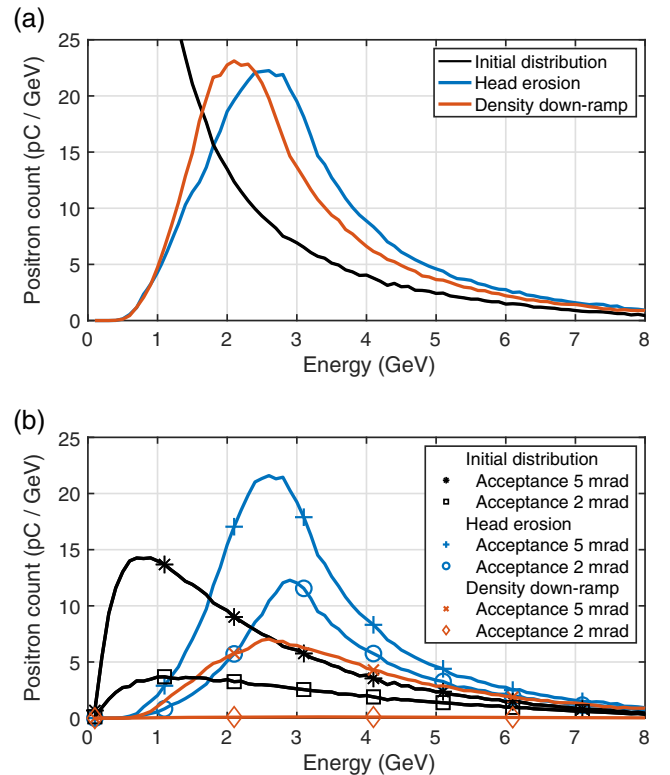 (a)
25
20
15
10
5
0
Positron count (pC / GeV)
Initial distribution
Head erosion
Density down-ramp
0 1 2 3 4 5 6 7 8
Energy (GeV)
(b)
25
20
15
10
5
0
Positron count (pC / GeV)
Initial distribution
Acceptance 5 mrad
Acceptance 2 mrad
Head erosion
Acceptance 5 mrad
Acceptance 2 mrad
Density down-ramp
Acceptance 5 mrad
Acceptance 2 mrad
0 1 2 3 4 5 6 7 8
Energy (GeV)